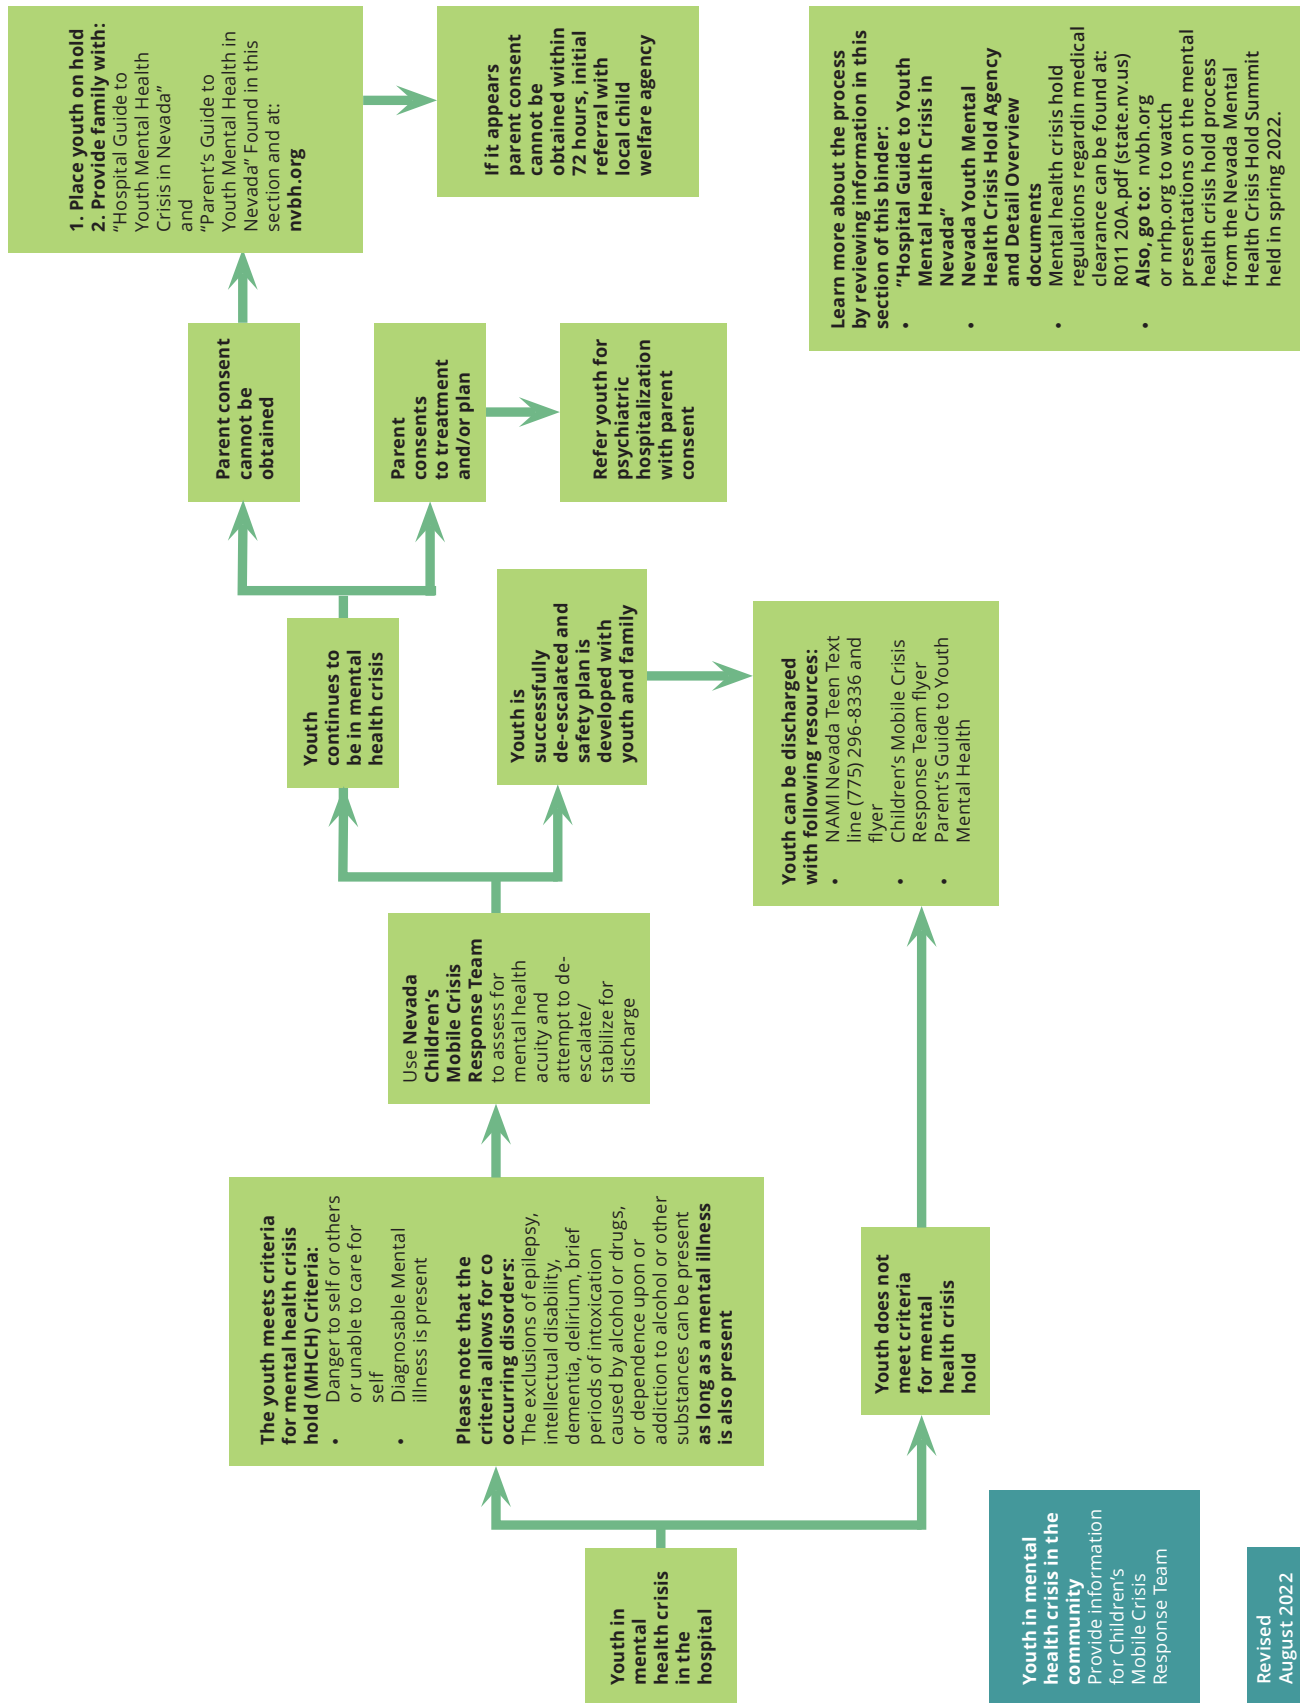 Youth in
mental
health crisis
in the
hospital
The youth meets criteria
for mental health crisis
hold (MHCH) Criteria:
• Danger to self or others
or unable to care for
self
• Diagnosable Mental
illness is present
Please note that the
criteria allows for co
occurring disorders:
The exclusions of epilepsy,
intellectual disability,
dementia, delirium, brief
periods of intoxication
caused by alcohol or drugs,
or dependence upon or
addiction to alcohol or other
substances can be present
as long as a mental illness
is also present
Use Nevada
Children's
Mobile Crisis
Response Team
to assess for
mental health
acuity and
attempt to de-
escalate/
stabilize for
discharge
Youth
continues to
be in mental
health crisis
Parent consent
cannot be
obtained
1. Place youth on hold
2. Provide family with:
"Hospital Guide to
Youth Mental Health
Crisis in Nevada"
and
"Parent's Guide to
Youth Mental Health in
Nevada" Found in this
section and at:
nvbh.org
If it appears
parent consent
cannot be
obtained within
72 hours, initial
referral with
local child
welfare agency
Parent
consents
to treatment
and/or plan
Refer youth for
psychiatric
hospitalization
with parent
consent
Youth is
successfully
de-escalated and
safety plan is
developed with
youth and family
Youth does not
meet criteria
for mental
health crisis
hold
Youth can be discharged
with following resources:
• NAMI Nevada Teen Text
line (775) 296-8336 and
flyer
• Children's Mobile Crisis
Response Team flyer
• Parent's Guide to Youth
Mental Health
Youth in mental
health crisis in the
community
Provide information
for Children's
Mobile Crisis
Response Team
Learn more about the process
by reviewing information in this
section of this binder:
• "Hospital Guide to Youth
Mental Health Crisis in
Nevada"
• Nevada Youth Mental
Health Crisis Hold Agency
and Detail Overview
documents
• Mental health crisis hold
regulations regardin medical
clearance can be found at:
R011 20A.pdf (state.nv.us)
• Also, go to: nvbh.org
or nrhp.org to watch
presentations on the mental
health crisis hold process
from the Nevada Mental
Health Crisis Hold Summit
held in spring 2022.
Revised
August 2022